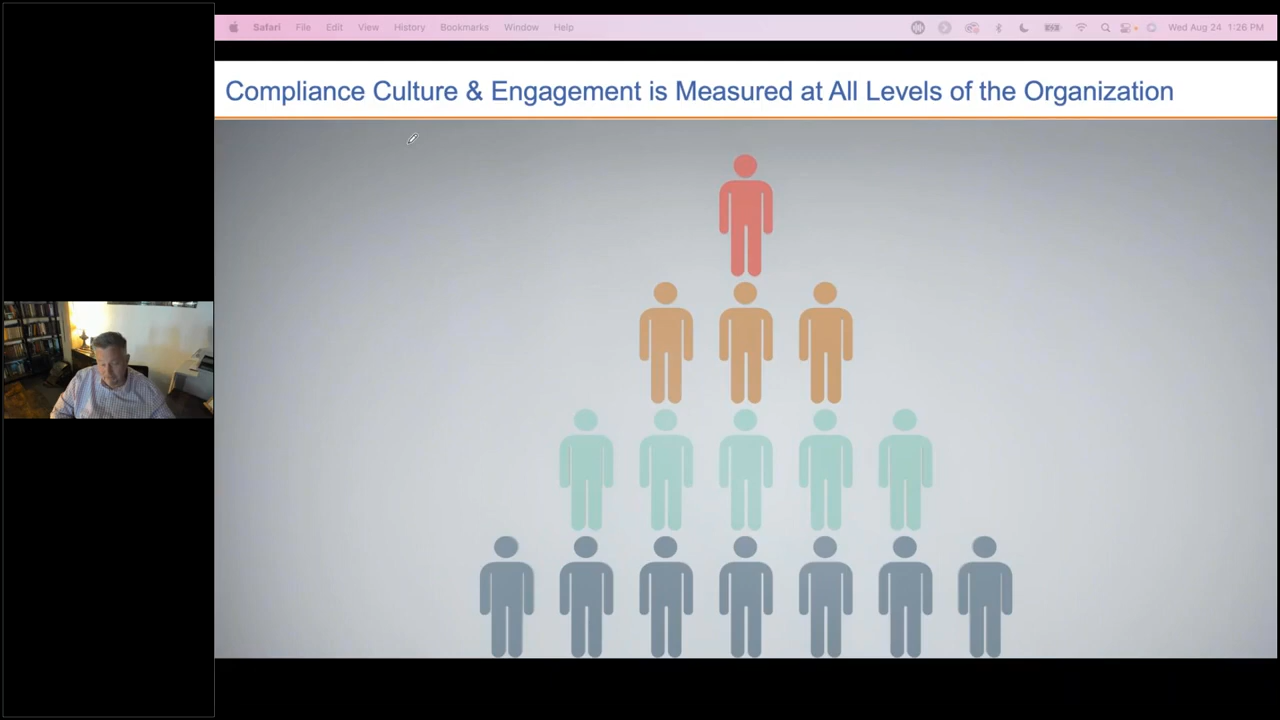 Safari File Edit View History Bookmarks Window Help Wed Aug 24 1:26 PM
Compliance Culture & Engagement is Measured at All Levels of the Organization